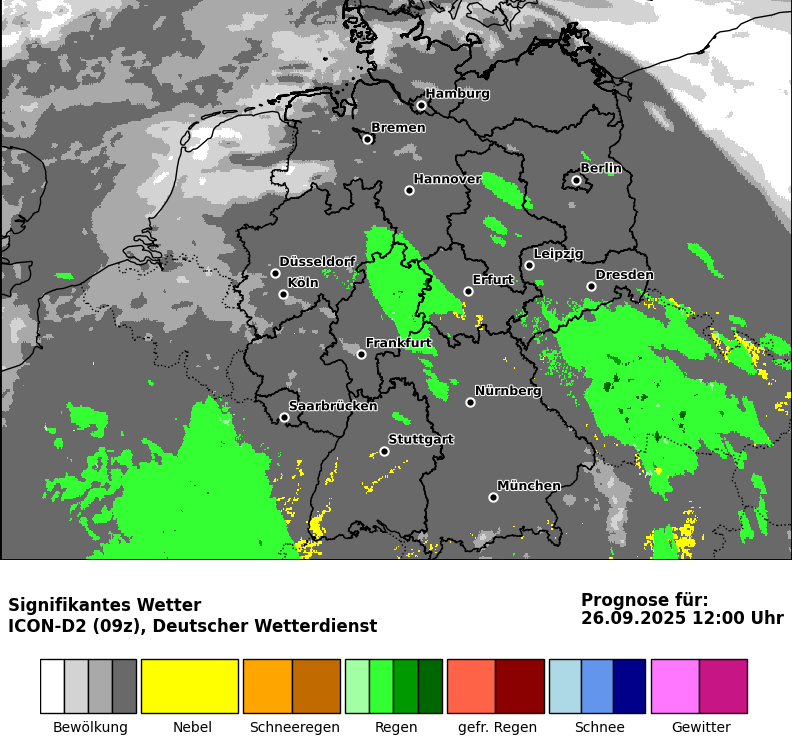 Hamburg
Bremen
Berlin
Hannover
Leipzig
Düsseldorf
Dresden
Köln
Erfurt
Frankfurt
Nürnberg
Saarbrücken
Stuttgart
München
Signifikantes Wetter
ICON-D2 (09z), Deutscher Wetterdienst
Prognose für:
26.09.2025 12:00 Uhr
Bewölkung
Nebel
Schneeregen
Regen
gefr. Regen
Schnee
Gewitter